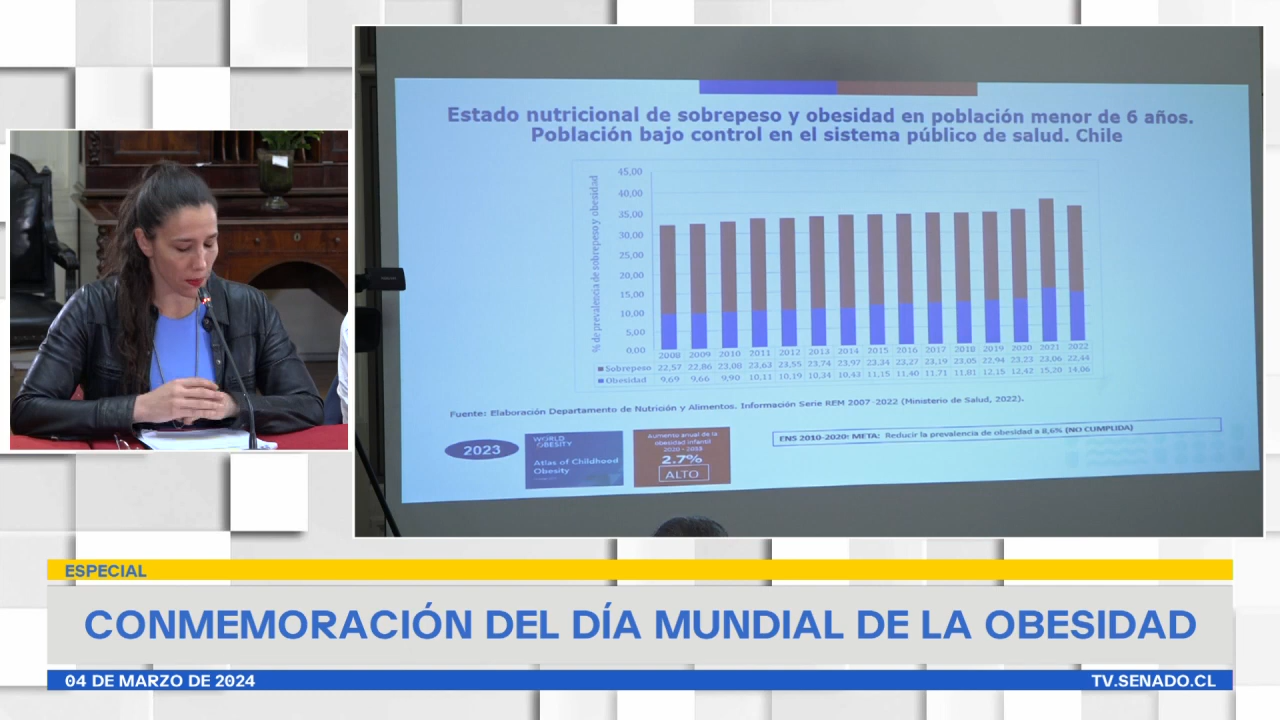 Estado nutricional de sobrepeso y obesidad en población menor de 6 años.
Población bajo control en el sistema público de salud. Chile
% de prevalencia de sobrepeso y obesidad
45,00
40,00
35,00
30,00
25,00
20,00
15,00
10,00
5,00
0,00
2008 2009 2010 2011 2012 2013 2014 2015 2016 2017 2018 2019 2020 2021 2022
Sobrepeso 22,57 22,86 23,00 23,63 23,55 23,74 23,97 23,34 23,27 23,19 23,05 22,94 23,23 23,06 22,44
Obesidad 9,69 9,66 9,90 10,11 10,19 10,34 10,43 11,15 11,40 11,71 11,81 12,15 12,42 15,20 14,06
Fuente: Elaboración Departamento de Nutrición y Alimentos. Información Serie REM 2007-2022 (Ministerio de Salud, 2022).
2023
WORLD
OBESITY
Atlas of Childhood
Obesity
Aumento anual de la
obesidad infantil
2020 - 2035
2.7%
ALTO
ENS 2010-2020: META: Reducir la prevalencia de obesidad a 8,6% (NO CUMPLIDA)
ESPECIAL
CONMEMORACIÓN DEL DÍA MUNDIAL DE LA OBESIDAD
04 DE MARZO DE 2024
TV.SENADO.CL